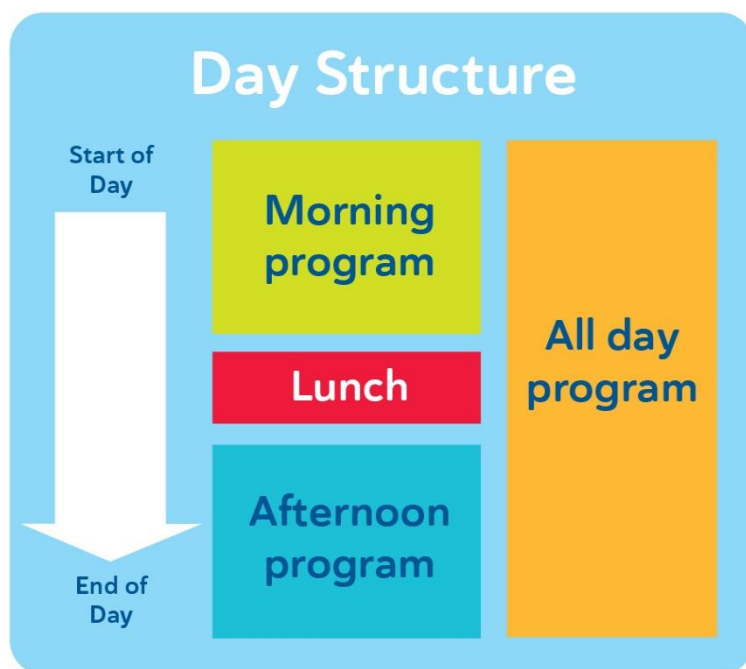 Day Structure
Start of
Day
Morning
program
Lunch
Afternoon
program
All day
program
End of
Day